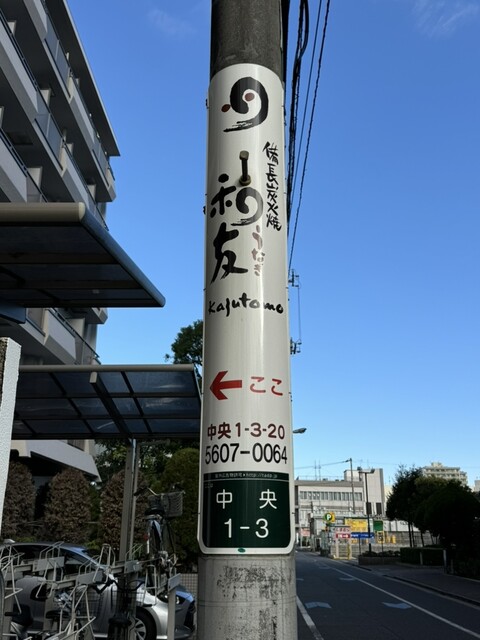 備長炭火焼
和友
うなぎ
kajutomo
← ここ
中央1-3-20
5607-0064
中央
1-3